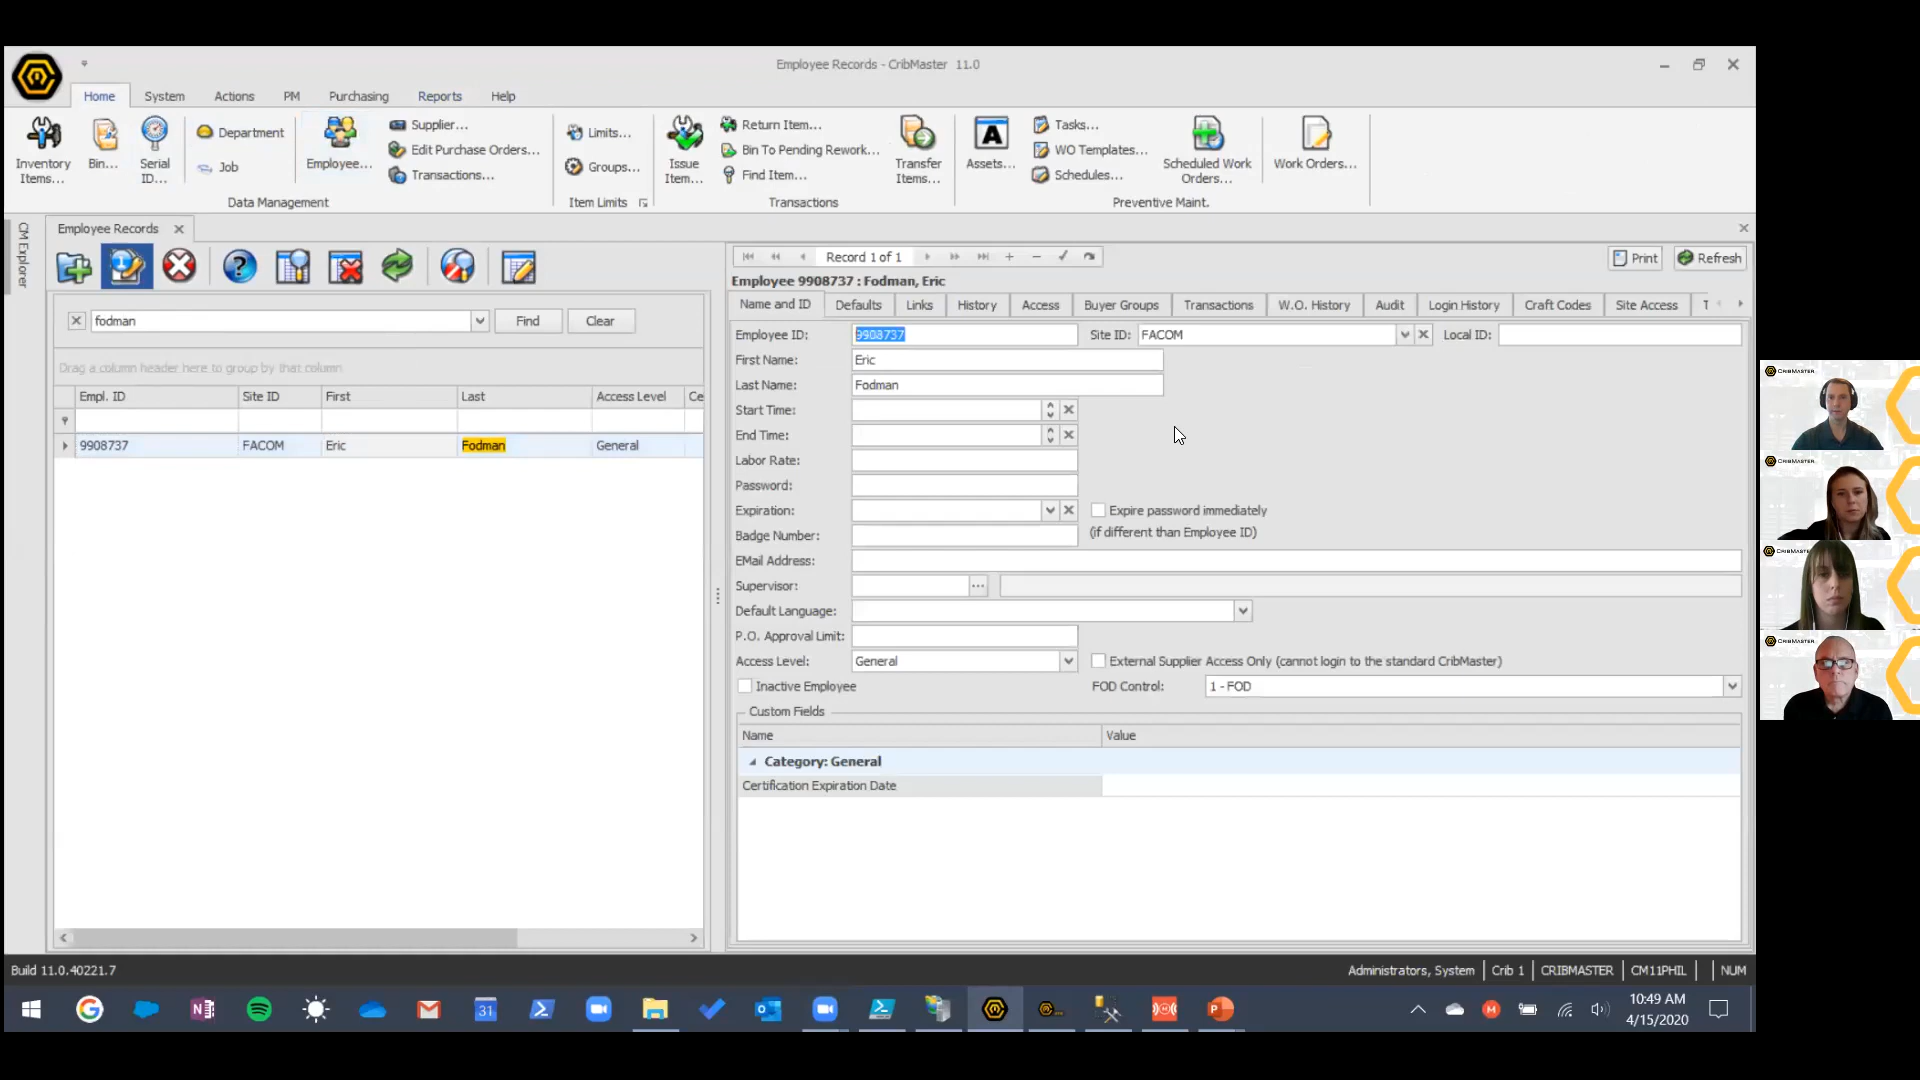 Employee Records - CribMaster 11.0
Home System Actions PM Purchasing Reports Help
Inventory Items...
Bin...
Serial ID...
Department
Job
Employee...
Supplier...
Edit Purchase Orders...
Transactions...
Data Management
Limits...
Groups...
Item Limits
Issue Item...
Return Item...
Bin To Pending Rework...
Find Item...
Transfer Items...
Transactions
Assets...
Tasks...
WO Templates...
Schedules...
Scheduled Work Orders...
Work Orders...
Preventive Maint.
CM Explorer
Employee Records
fodman Find Clear
Drag a column header here to group by that column
Empl. ID Site ID First Last Access Level Ce
9908737 FACOM Eric Fodman General
Record 1 of 1 Print Refresh
Employee 9908737 : Fodman, Eric
Name and ID Defaults Links History Access Buyer Groups Transactions W.O. History Audit Login History Craft Codes Site Access T
Employee ID: 9908737 Site ID: FACOM Local ID:
First Name: Eric
Last Name: Fodman
Start Time:
End Time:
Labor Rate:
Password:
Expiration: Expire password immediately
Badge Number: (if different than Employee ID)
EMail Address:
Supervisor:
Default Language:
P.O. Approval Limit:
Access Level: General External Supplier Access Only (cannot login to the standard CribMaster)
Inactive Employee FOD Control: 1 - FOD
Custom Fields
Name Value
Category: General
Certification Expiration Date
CRIBMASTER
CRIBMASTER
CRIBMASTER
CRIBMASTER
Build 11.0.40221.7 Administrators, System Crib 1 CRIBMASTER CM11PHIL NUM
10:49 AM
4/15/2020